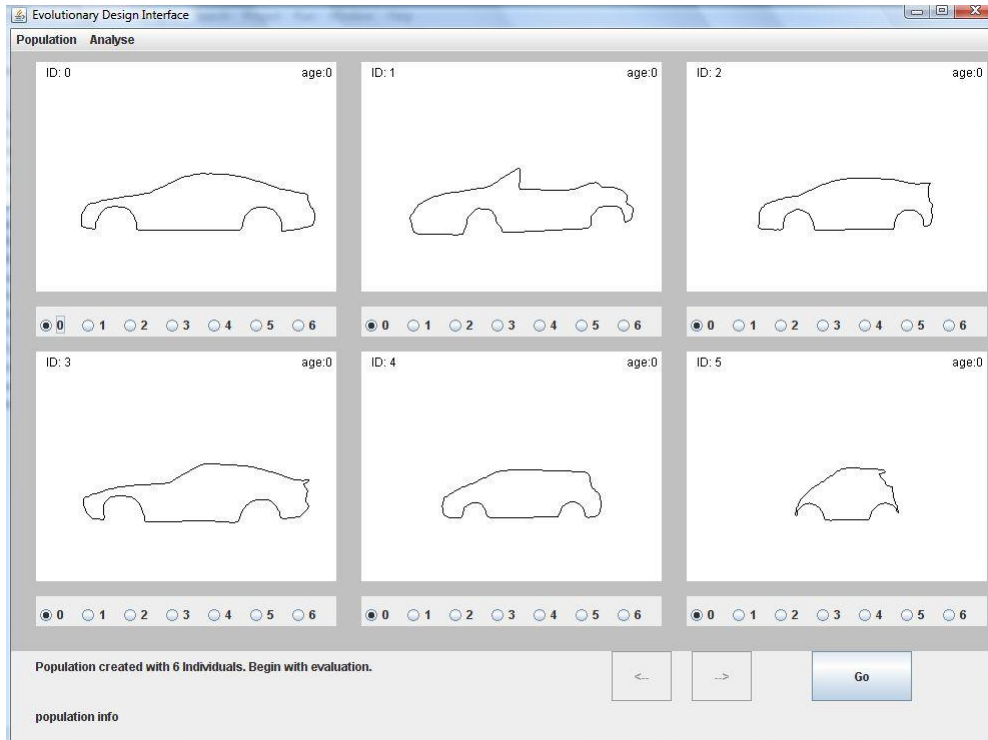 Evolutionary Design Interface
Population Analyse
ID: 0 age:0
ID: 1 age:0
ID: 2 age:0
0 1 2 3 4 5 6
0 1 2 3 4 5 6
0 1 2 3 4 5 6
ID: 3 age:0
ID: 4 age:0
ID: 5 age:0
0 1 2 3 4 5 6
0 1 2 3 4 5 6
0 1 2 3 4 5 6
Population created with 6 Individuals. Begin with evaluation.
<--
-->
Go
population info